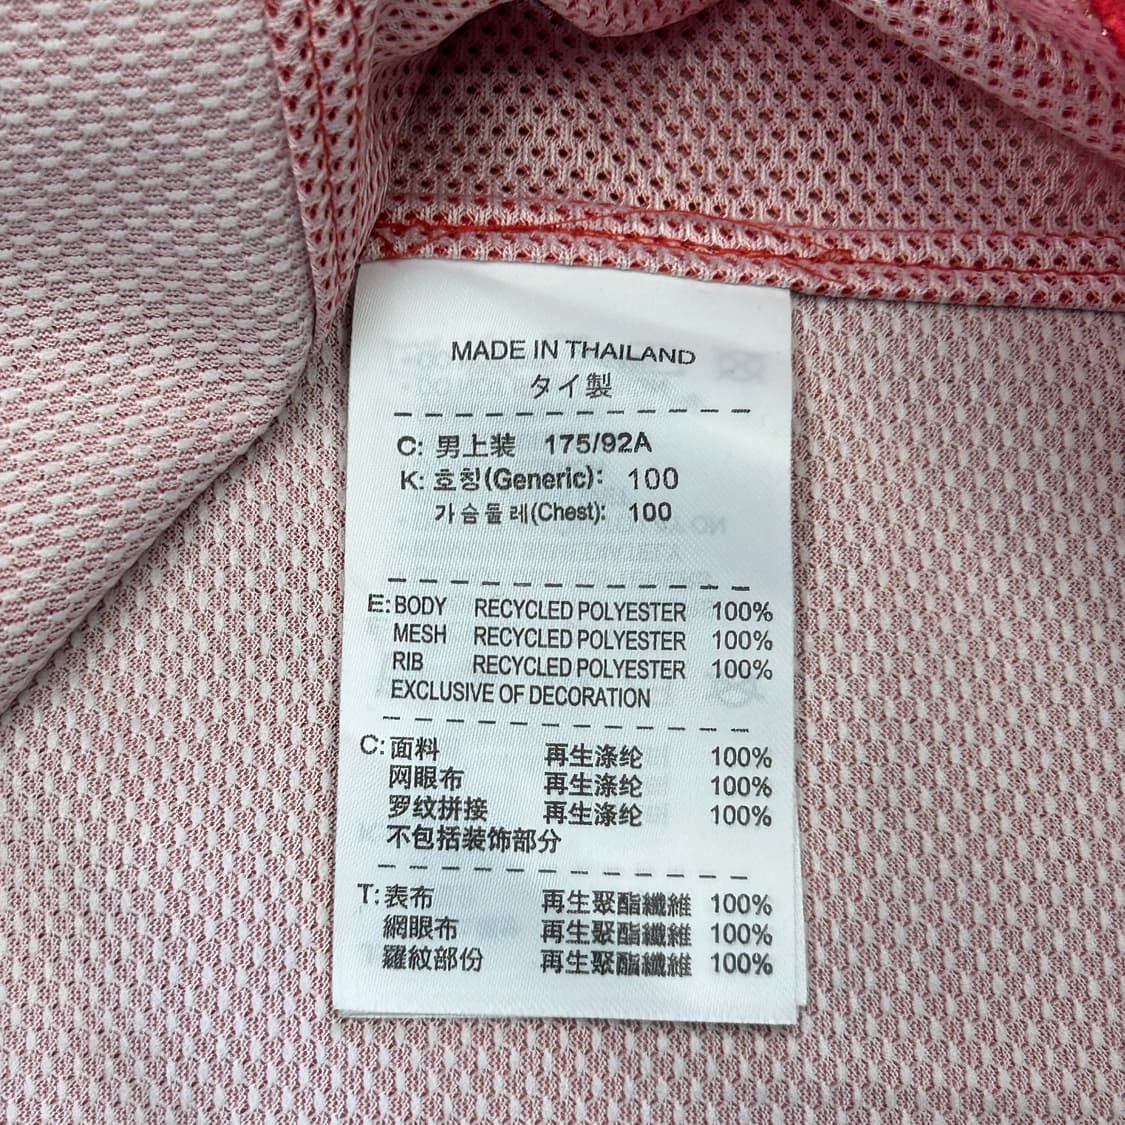 MADE IN THAILAND
タイ製
C: 男上装 175/92A
K: 호칭(Generic): 100
가슴둘레(Chest): 100
E: BODY RECYCLED POLYESTER 100%
MESH RECYCLED POLYESTER 100%
RIB RECYCLED POLYESTER 100%
EXCLUSIVE OF DECORATION
C: 面料 再生涤纶 100%
网眼布 再生涤纶 100%
罗纹拼接 再生涤纶 100%
不包括装饰部分
T: 表布 再生聚酯纖維 100%
網眼布 再生聚酯纖維 100%
羅紋部份 再生聚酯纖維 100%